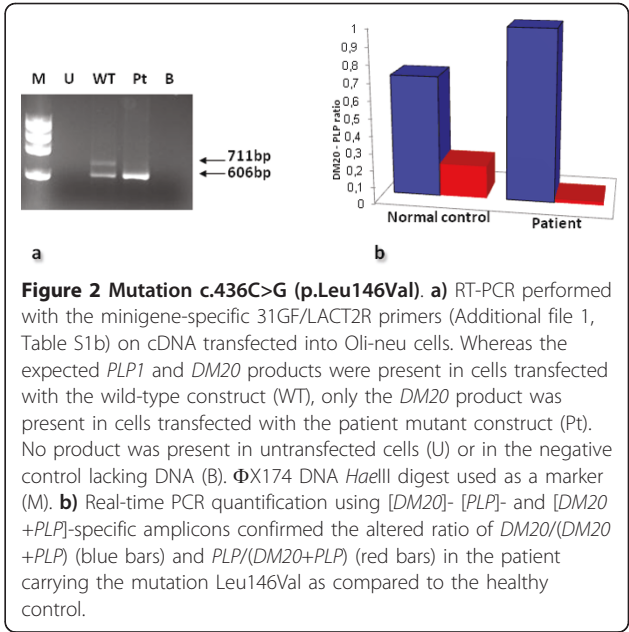 M U WT Pt B
711bp
606bp
a
DM20 - PLP ratio
1
0,9
0,8
0,7
0,6
0,5
0,4
0,3
0,2
0,1
0
Normal control
Patient
b
Figure 2 Mutation c.436C>G (p.Leu146Val). a) RT-PCR performed
with the minigene-specific 31GF/LACT2R primers (Additional file 1,
Table S1b) on cDNA transfected into Oli-neu cells. Whereas the
expected PLP1 and DM20 products were present in cells transfected
with the wild-type construct (WT), only the DM20 product was
present in cells transfected with the patient mutant construct (Pt).
No product was present in untransfected cells (U) or in the negative
control lacking DNA (B). ΦX174 DNA HaeIII digest used as a marker
(M). b) Real-time PCR quantification using [DM20]- [PLP]- and [DM20
+PLP]-specific amplicons confirmed the altered ratio of DM20/(DM20
+PLP) (blue bars) and PLP/(DM20+PLP) (red bars) in the patient
carrying the mutation Leu146Val as compared to the healthy
control.